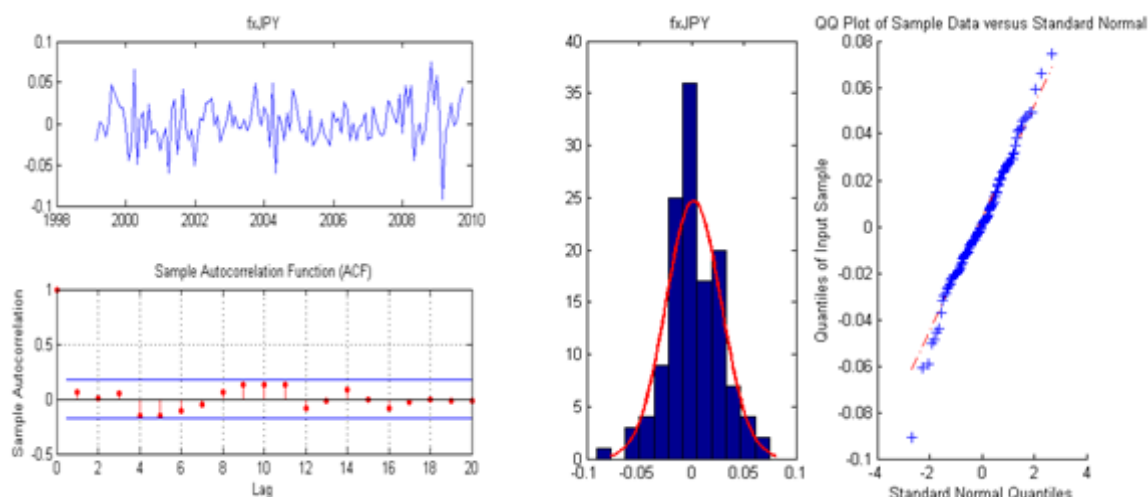 fxJPY
0.1
0.05
0
-0.05
-0.1
1998 2000 2002 2004 2006 2008 2010
Sample Autocorrelation Function (ACF)
Sample Autocorrelation
1
0.5
0
-0.5
0 2 4 6 8 10 12 14 16 18 20
Lag
fxJPY
40
35
30
25
20
15
10
5
0
-0.1 -0.05 0 0.05 0.1
QQ Plot of Sample Data versus Standard Normal
Quantiles of Input Sample
0.08
0.06
0.04
0.02
0
-0.02
-0.04
-0.06
-0.08
-0.1
-4 -2 0 2 4
Standard Normal Quantiles